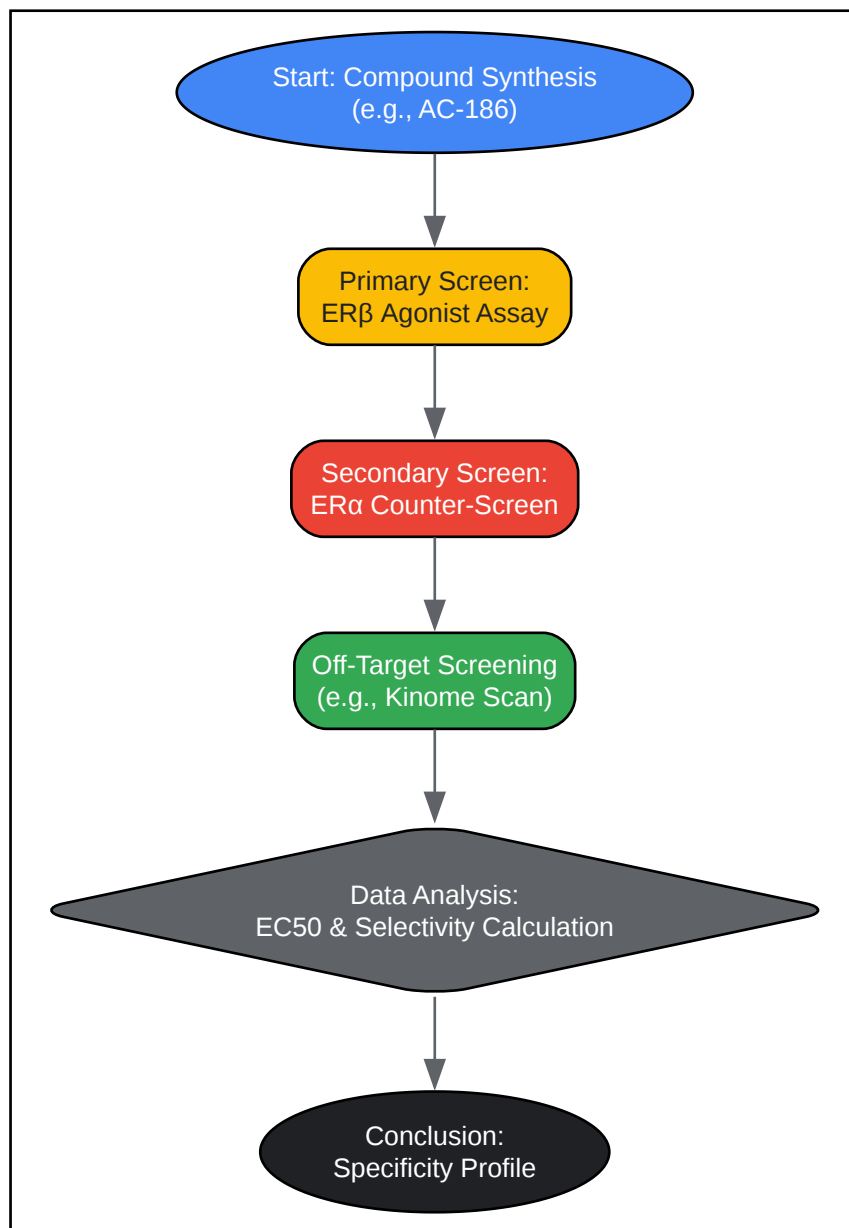 Start: Compound Synthesis
(e.g., AC-186)
Primary Screen:
ERβ Agonist Assay
Secondary Screen:
ERα Counter-Screen
Off-Target Screening
(e.g., Kinome Scan)
Data Analysis:
EC50 & Selectivity Calculation
Conclusion:
Specificity Profile